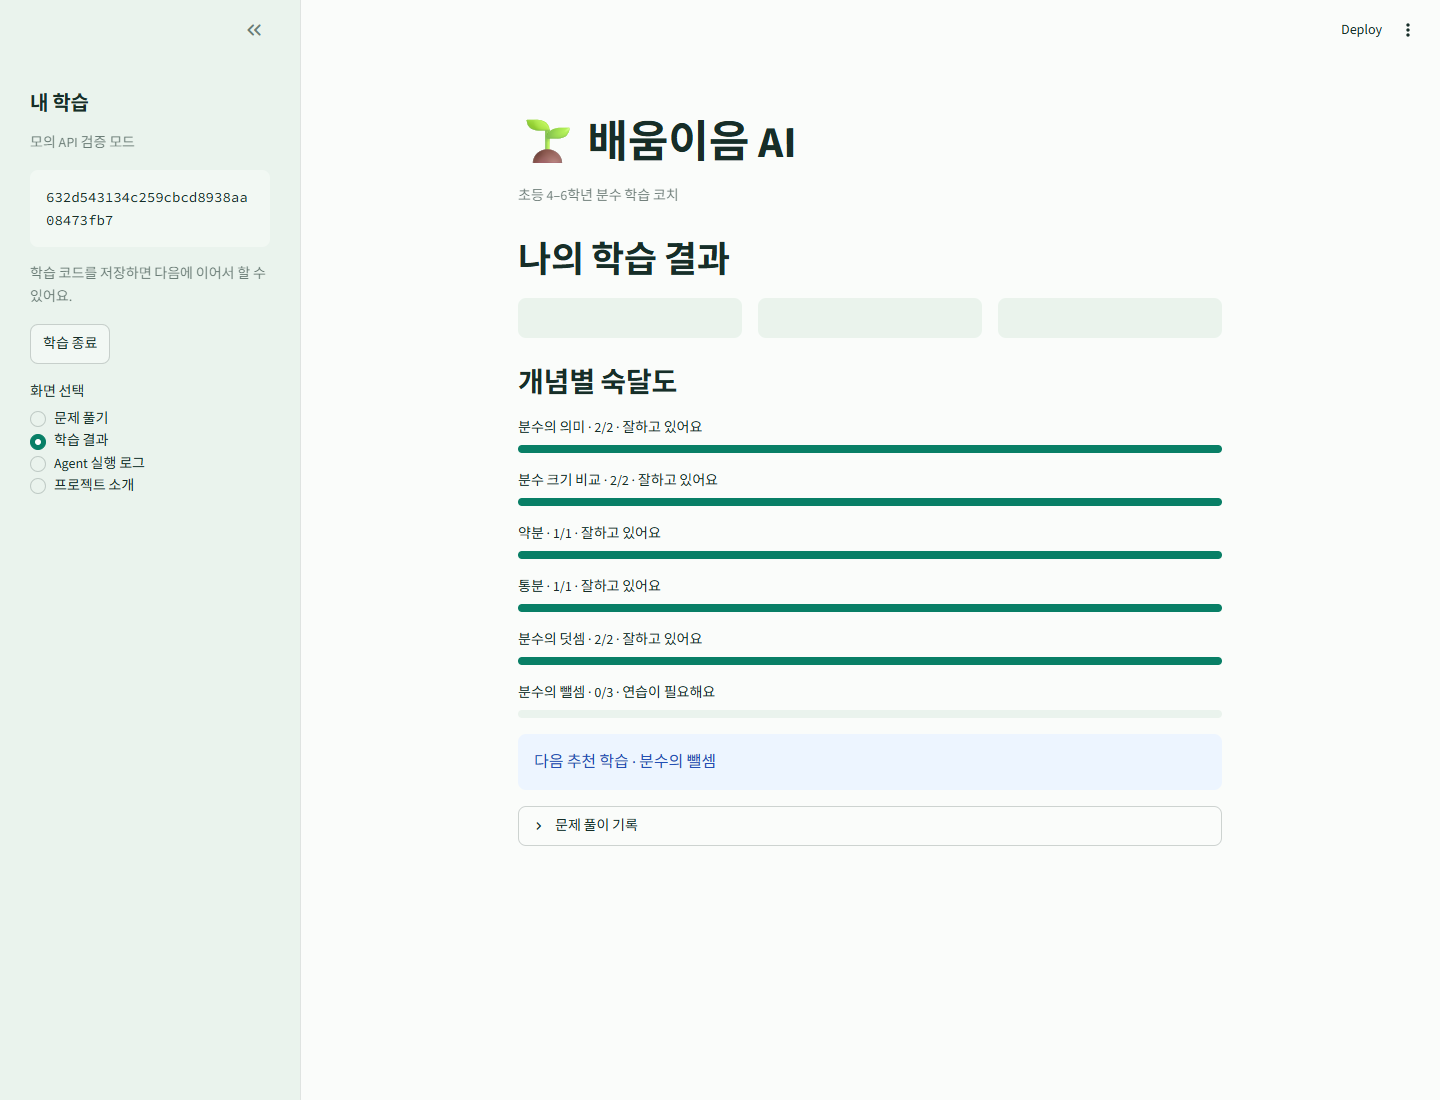 Deploy
내 학습
모의 API 검증 모드
632d543134c259cbcd8938aa
08473fb7
학습 코드를 저장하면 다음에 이어서 할 수
있어요.
학습 종료
화면 선택
문제 풀기
학습 결과
Agent 실행 로그
프로젝트 소개
배움이음 AI
초등 4–6학년 분수 학습 코치
나의 학습 결과
개념별 숙달도
분수의 의미 · 2/2 · 잘하고 있어요
분수 크기 비교 · 2/2 · 잘하고 있어요
약분 · 1/1 · 잘하고 있어요
통분 · 1/1 · 잘하고 있어요
분수의 덧셈 · 2/2 · 잘하고 있어요
분수의 뺄셈 · 0/3 · 연습이 필요해요
다음 추천 학습 · 분수의 뺄셈
문제 풀이 기록